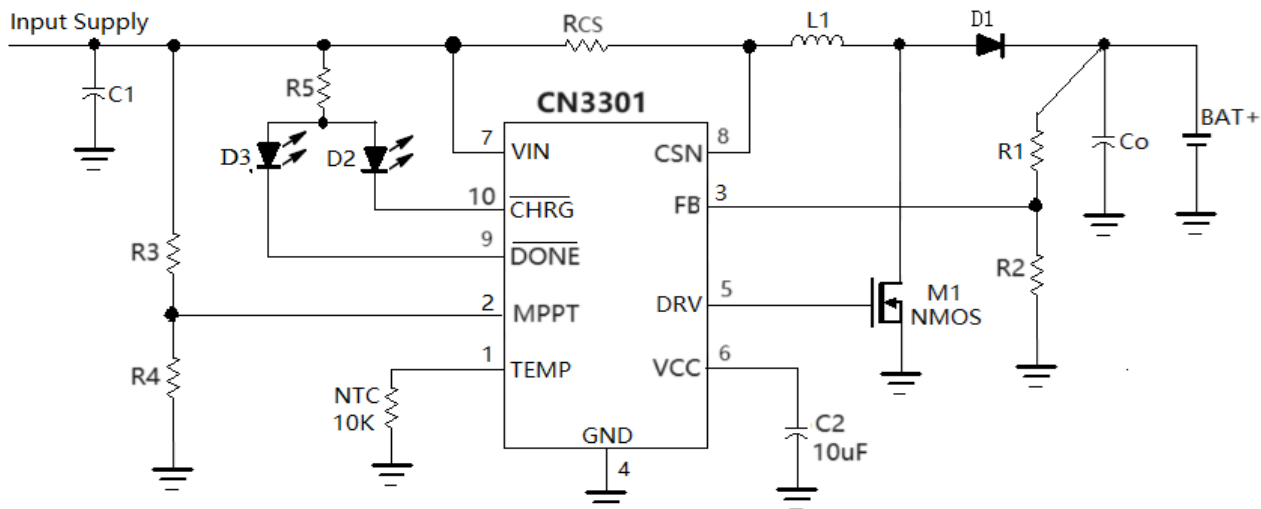 Input Supply
RCS
L1
D1
C1
R5
CN3301
BAT+
D3
D2
7
VIN
CSN
8
R1
Co
10
CHRG
FB
3
9
DONE
R3
R2
2
MPPT
DRV
5
M1
NMOS
1
TEMP
VCC
6
R4
NTC
10K
C2
10uF
GND
4